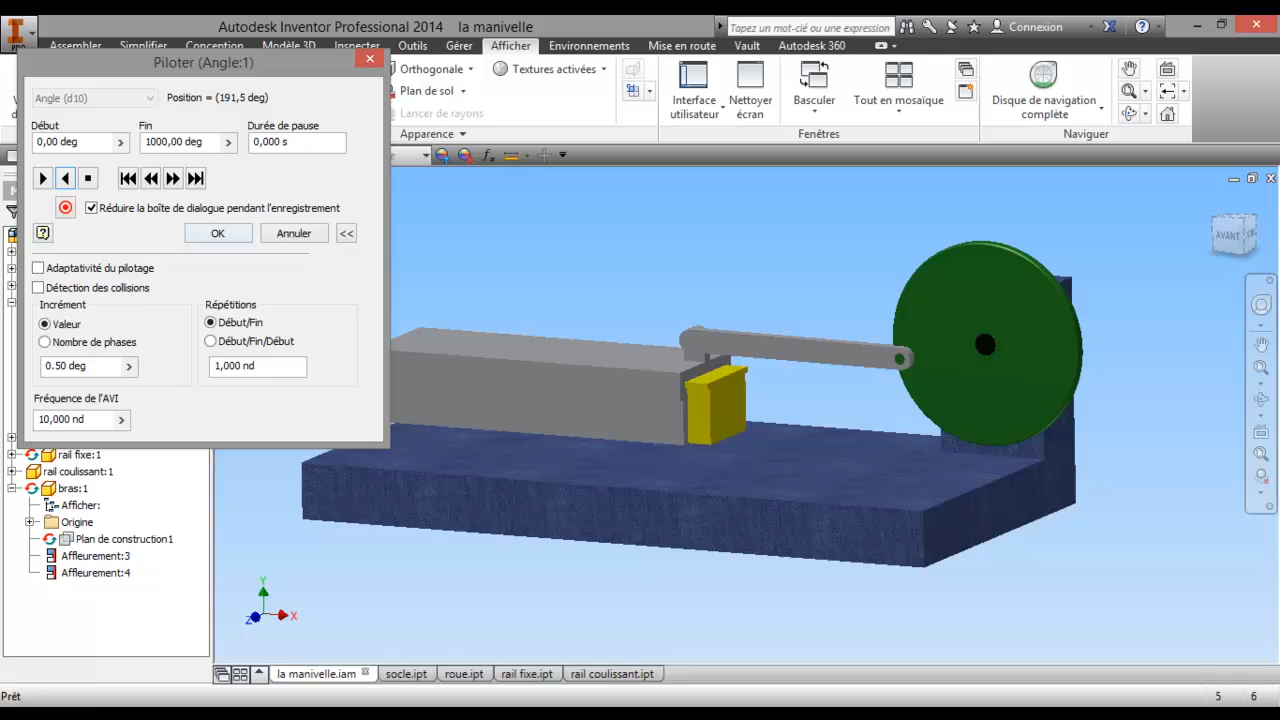 Autodesk Inventor Professional 2014 la manivelle
Tapez un mot-clé ou une expression
Connexion
Assembler Simplifier Conception Modèle 3D Inspecter Outils Gérer Afficher Environnements Mise en route Vault Autodesk 360
Piloter (Angle:1)
Orthogonale
Textures activées
Plan de sol
Lancer de rayons
Apparence
Interface
utilisateur
Nettoyer
écran
Basculer
Tout en mosaïque
Fenêtres
Disque de navigation
complète
Naviguer
Angle (d10)
Position = (191,5 deg)
Début
Fin
Durée de pause
0,00 deg
1000,00 deg
0,000 s
Réduire la boîte de dialogue pendant l'enregistrement
OK
Annuler
<<
Adaptativité du pilotage
Détection des collisions
Incrément
Répétitions
Valeur
Début/Fin
Nombre de phases
Début/Fin/Début
0.50 deg
1,000 nd
Fréquence de l'AVI
10,000 nd
rail fixe:1
rail coulissant:1
bras:1
Afficher:
Origine
Plan de construction1
Affleurement:3
Affleurement:4
AVANT
Y
X
Z
la manivelle.iam
socle.ipt
roue.ipt
rail fixe.ipt
rail coulissant.ipt
Prêt
5
6